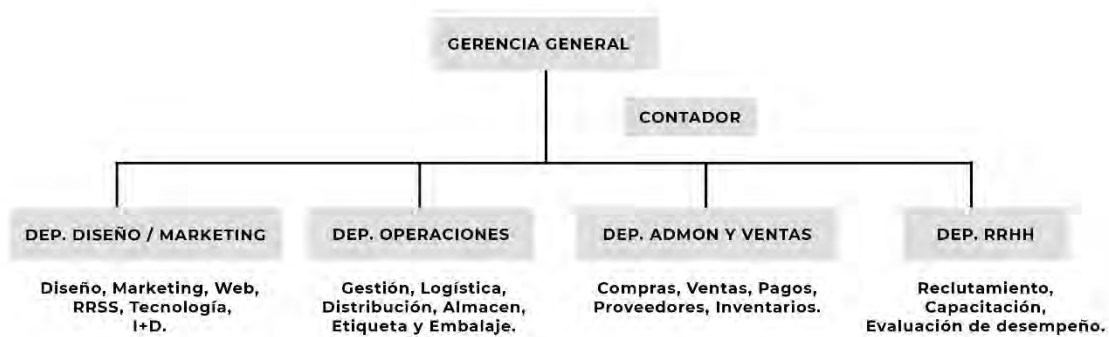 GERENCIA GENERAL
CONTADOR
DEP. DISEÑO / MARKETING
DEP. OPERACIONES
DEP. ADMON Y VENTAS
DEP. RRHH
Diseño, Marketing, Web,
RRSS, Tecnología,
I+D.
Gestión, Logística,
Distribución, Almacen,
Etiqueta y Embalaje.
Compras, Ventas, Pagos,
Proveedores, Inventarios.
Reclutamiento,
Capacitación,
Evaluación de desempeño.